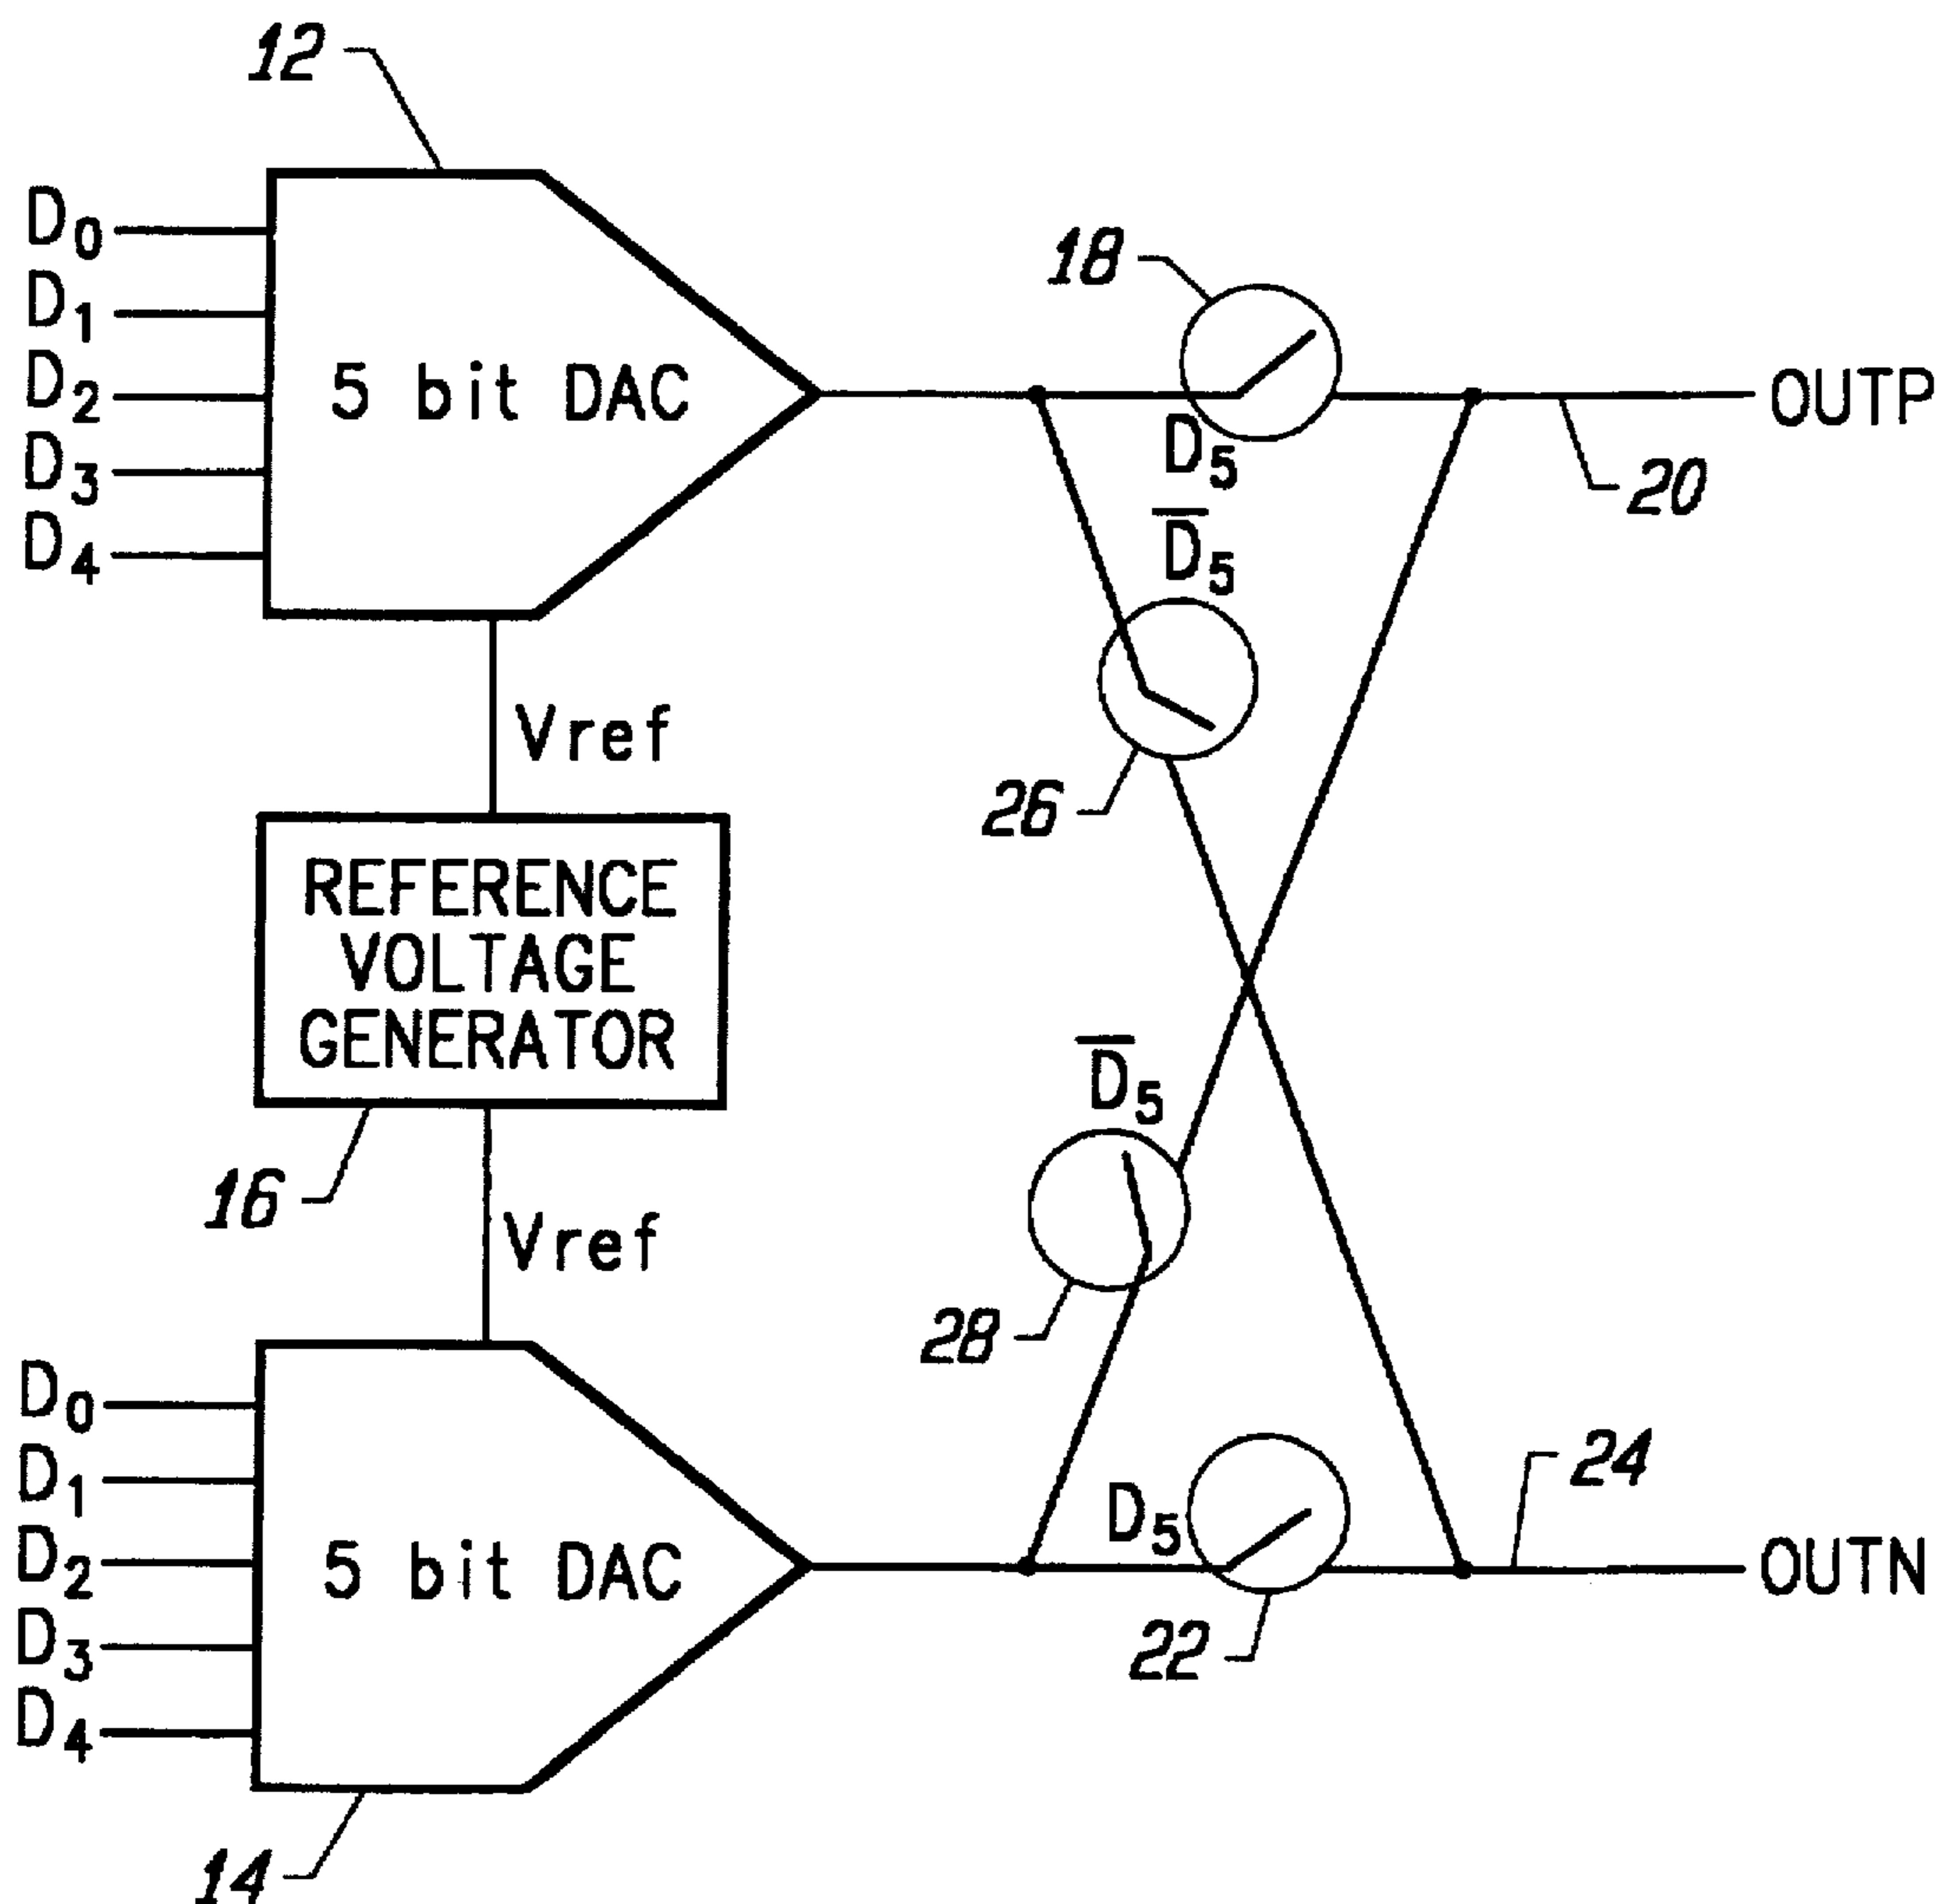 12
D0
D1
D2
D3
D4
5 bit DAC
18
D5
OUTP
20
D̅5
26
Vref
REFERENCE
VOLTAGE
GENERATOR
16
D̅5
28
Vref
D0
D1
D2
D3
D4
5 bit DAC
D5
22
24
OUTN
14